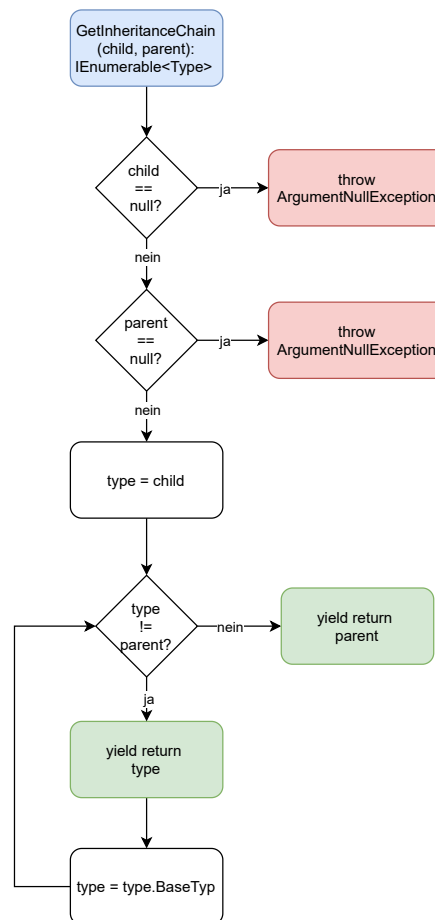 GetInheritanceChain
(child, parent):
IEnumerable<Type>
child
==
null?
ja
throw
ArgumentNullException
nein
parent
==
null?
ja
throw
ArgumentNullException
nein
type = child
type
!=
parent?
nein
yield return
parent
ja
yield return
type
type = type.BaseTyp